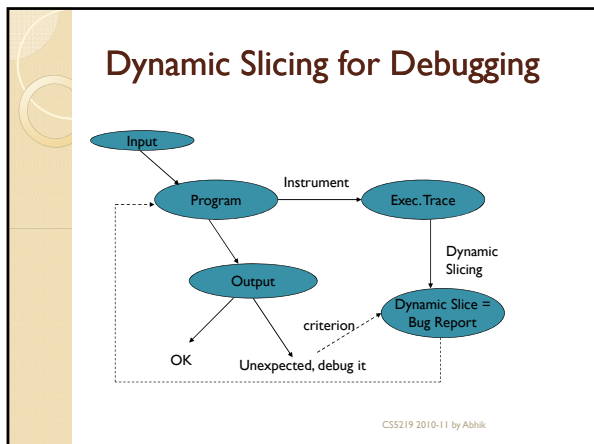 Dynamic Slicing for Debugging
Input
Instrument
Program
Exec. Trace
Dynamic
Slicing
Output
Dynamic Slice =
Bug Report
criterion
OK
Unexpected, debug it
CS5219 2010-11 by Abhik